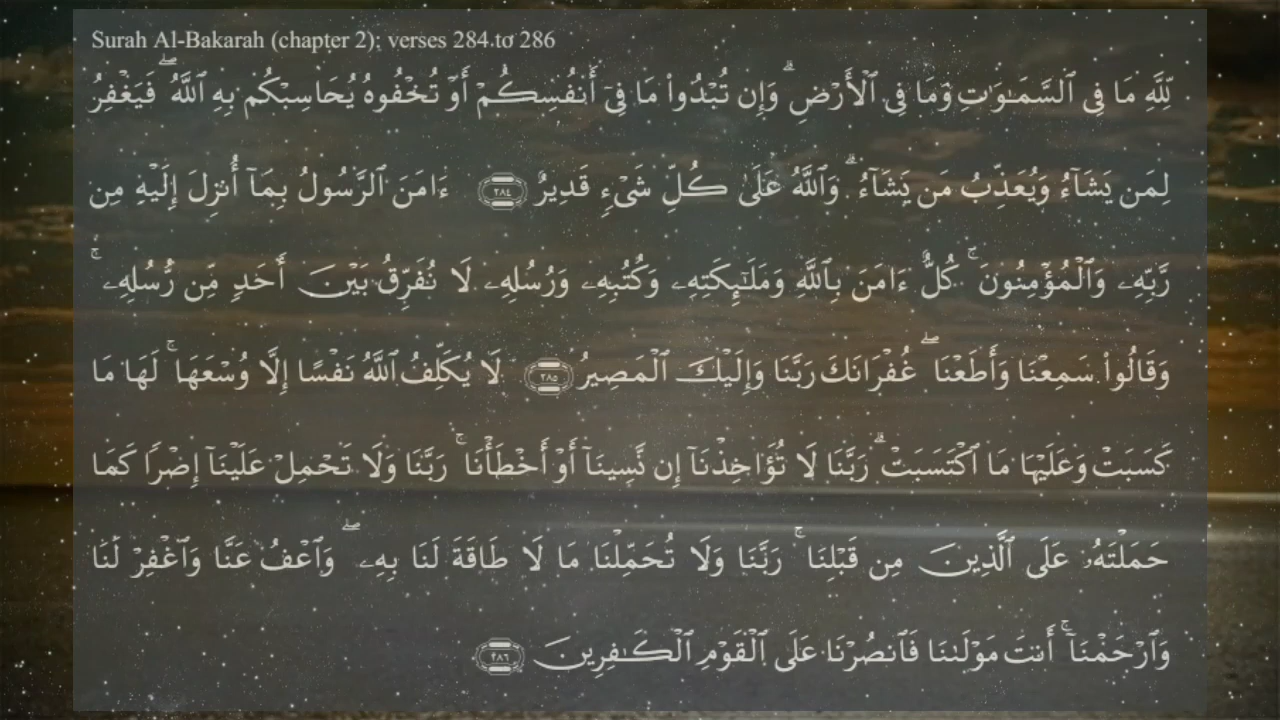 Surah Al-Bakarah (chapter 2); verses 284 to 286
لِّلَّهِ مَا فِى ٱلسَّمَـٰوَٰتِ وَمَا فِى ٱلْأَرْضِ ۗ وَإِن تُبْدُوا۟ مَا فِىٓ أَنفُسِكُمْ أَوْ تُخْفُوهُ يُحَاسِبْكُم بِهِ ٱللَّهُ ۖ فَيَغْفِرُ
لِمَن يَشَآءُ وَيُعَذِّبُ مَن يَشَآءُ ۗ وَٱللَّهُ عَلَىٰ كُلِّ شَىْءٍ قَدِيرٌ ٢٨٤ ءَامَنَ ٱلرَّسُولُ بِمَآ أُنزِلَ إِلَيْهِ مِن
رَّبِّهِۦ وَٱلْمُؤْمِنُونَ ۚ كُلٌّ ءَامَنَ بِٱللَّهِ وَمَلَـٰٓئِكَتِهِۦ وَكُتُبِهِۦ وَرُسُلِهِۦ لَا نُفَرِّقُ بَيْنَ أَحَدٍ مِّن رُّسُلِهِۦ ۚ
وَقَالُوا۟ سَمِعْنَا وَأَطَعْنَا ۖ غُفْرَانَكَ رَبَّنَا وَإِلَيْكَ ٱلْمَصِيرُ ٢٨٥ لَا يُكَلِّفُ ٱللَّهُ نَفْسًا إِلَّا وُسْعَهَا ۚ لَهَا مَا
كَسَبَتْ وَعَلَيْهَا مَا ٱكْتَسَبَتْ ۗ رَبَّنَا لَا تُؤَاخِذْنَآ إِن نَّسِينَآ أَوْ أَخْطَأْنَا ۚ رَبَّنَا وَلَا تَحْمِلْ عَلَيْنَآ إِصْرًا كَمَا
حَمَلْتَهُۥ عَلَى ٱلَّذِينَ مِن قَبْلِنَا ۚ رَبَّنَا وَلَا تُحَمِّلْنَا مَا لَا طَاقَةَ لَنَا بِهِۦ ۖ وَٱعْفُ عَنَّا وَٱغْفِرْ لَنَا
وَٱرْحَمْنَآ ۚ أَنتَ مَوْلَىٰنَا فَٱنصُرْنَا عَلَى ٱلْقَوْمِ ٱلْكَـٰفِرِينَ ٢٨٦